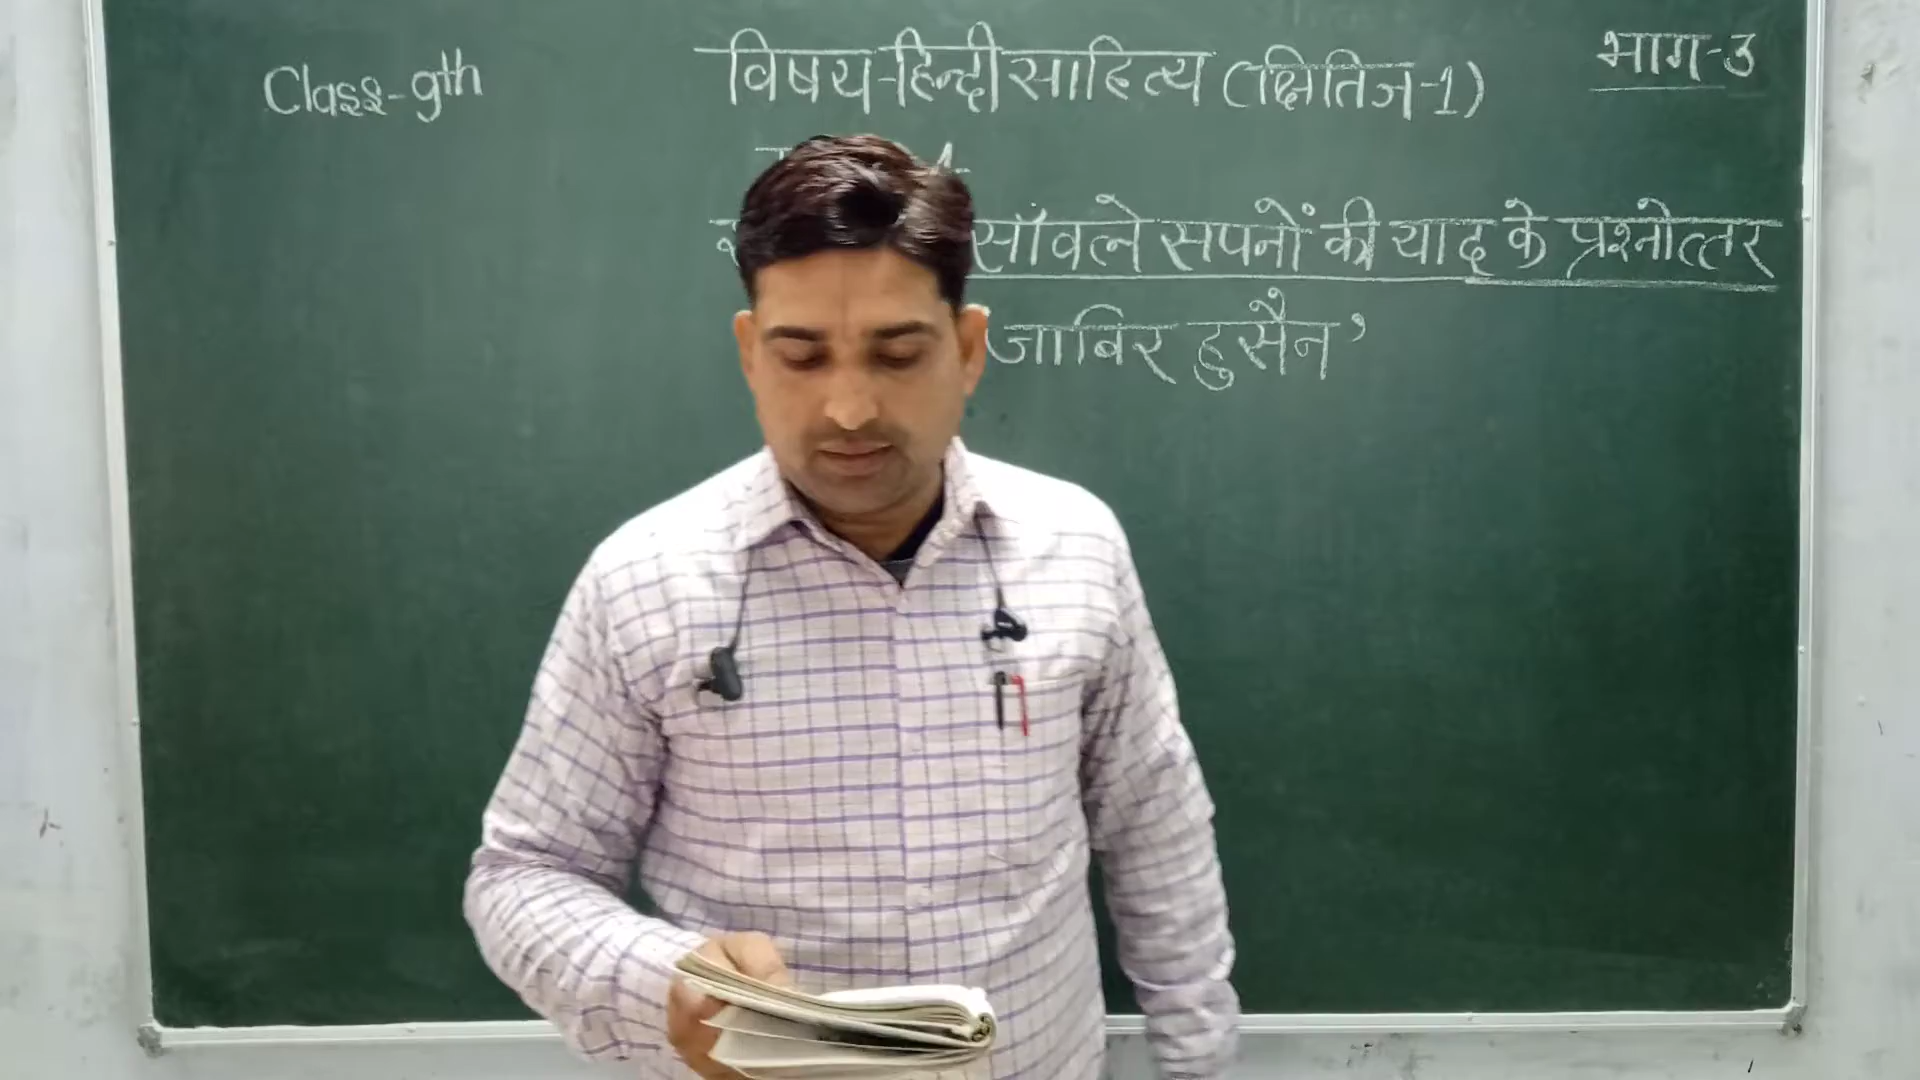 Class-9th
विषय-हिन्दी साहित्य (क्षितिज-1)
भाग-3
साँवले सपनों की याद के प्रश्नोत्तर
जाबिर हुसैन’